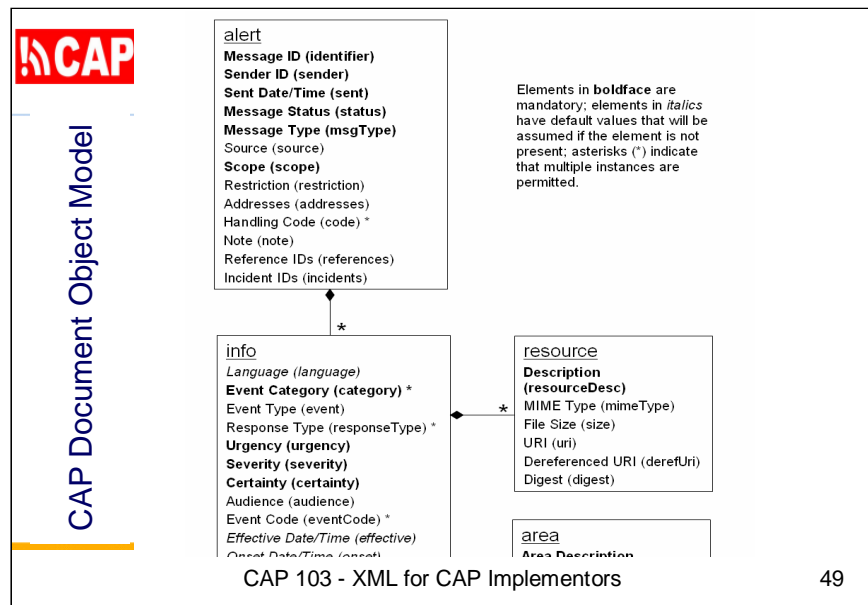 CAP
CAP Document Object Model
alert
Message ID (identifier)
Sender ID (sender)
Sent Date/Time (sent)
Message Status (status)
Message Type (msgType)
Source (source)
Scope (scope)
Restriction (restriction)
Addresses (addresses)
Handling Code (code) *
Note (note)
Reference IDs (references)
Incident IDs (incidents)
Elements in boldface are
mandatory; elements in italics
have default values that will be
assumed if the element is not
present; asterisks (*) indicate
that multiple instances are
permitted.
*
info
Language (language)
Event Category (category) *
Event Type (event)
Response Type (responseType) *
Urgency (urgency)
Severity (severity)
Certainty (certainty)
Audience (audience)
Event Code (eventCode) *
Effective Date/Time (effective)
Onset Date/Time (onset)
*
resource
Description
(resourceDesc)
MIME Type (mimeType)
File Size (size)
URI (uri)
Dereferenced URI (derefUri)
Digest (digest)
area
Area Description
CAP 103 - XML for CAP Implementors
49